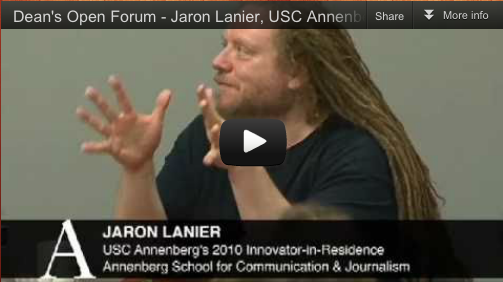 Dean's Open Forum - Jaron Lanier, USC Annenb
Share
More info
A
JARON LANIER
USC Annenberg's 2010 Innovator-in-Residence
Annenberg School for Communication & Journalism